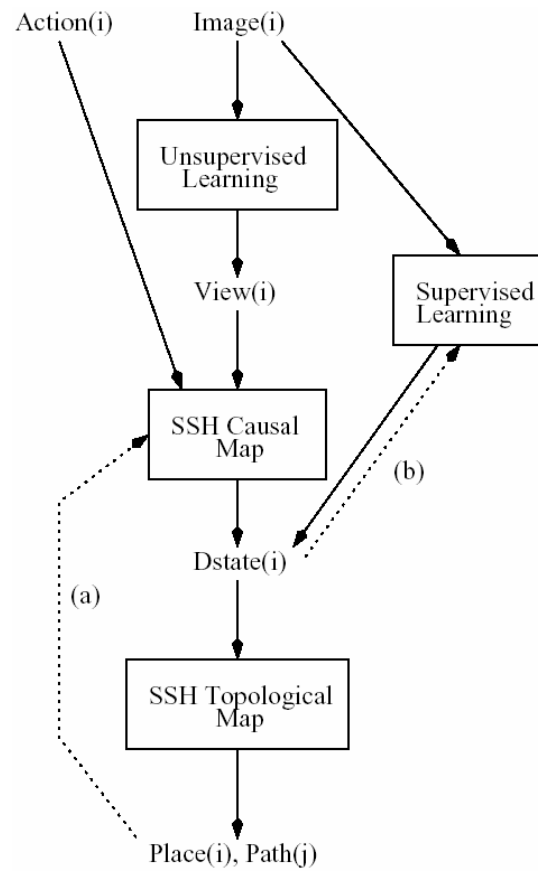 Action(i) Image(i)
Unsupervised
Learning
View(i)
Supervised
Learning
SSH Causal
Map
(b)
Dstate(i)
(a)
SSH Topological
Map
Place(i), Path(j)